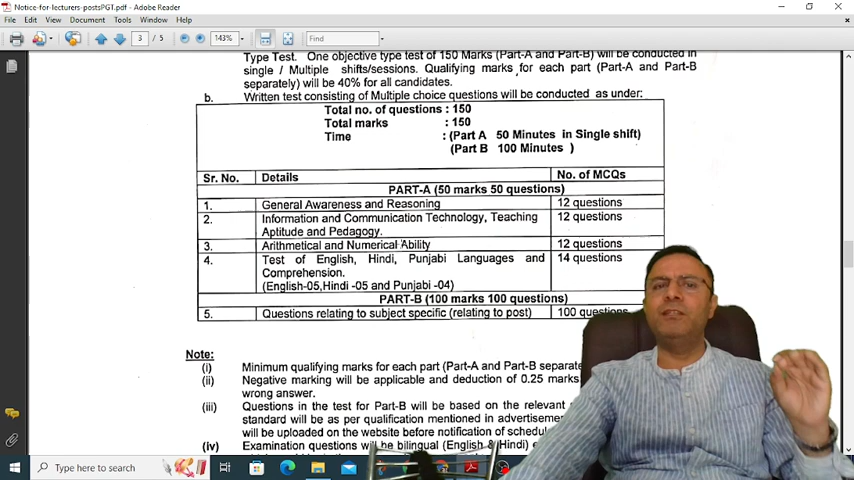 Notice-for-lecturers-postsPGT.pdf - Adobe Reader
File Edit View Document Tools Window Help
3 / 5 143% Find
Type Test. One objective type test of 150 Marks (Part-A and Part-B) will be conducted in
single / Multiple shifts/sessions. Qualifying marks for each part (Part-A and Part-B
separately) will be 40% for all candidates.
b. Written test consisting of Multiple choice questions will be conducted as under:
Total no. of questions : 150
Total marks : 150
Time : (Part A 50 Minutes in Single shift)
(Part B 100 Minutes )
Sr. No. Details No. of MCQs
PART-A (50 marks 50 questions)
1. General Awareness and Reasoning 12 questions
2. Information and Communication Technology, Teaching 12 questions
Aptitude and Pedagogy.
3. Arithmetical and Numerical Ability 12 questions
4. Test of English, Hindi, Punjabi Languages and 14 questions
Comprehension.
(English-05,Hindi -05 and Punjabi -04)
PART-B (100 marks 100 questions)
5. Questions relating to subject specific (relating to post) 100 questions
Note:
(i) Minimum qualifying marks for each part (Part-A and Part-B
(ii) Negative marking will be applicable and deduction of 0.25 marks
wrong answer.
(iii) Questions in the test for Part-B will be based on the relevant
standard will be as per qualification mentioned in
will be uploaded on the website before notification of
(iv) Examination questions will be bilingual (English & Hindi)
Type here to search